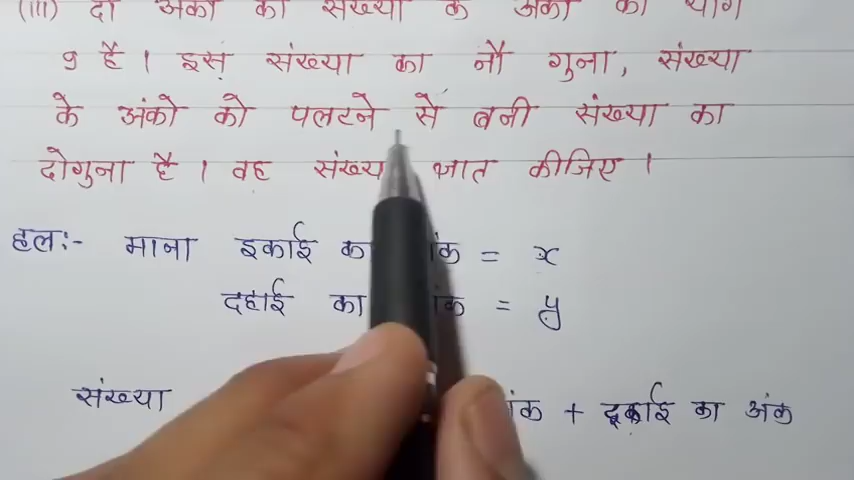 (iii) दो अंको की संख्या के अंकों का योग
9 है । इस संख्या का नौ गुना, संख्या
के अंको को पलटने से बनी संख्या का
दोगुना है । वह संख्या ज्ञात कीजिए ।
हल:- माना इकाई का अंक = x
दहाई का अंक = y
संख्या अंक + इकाई का अंक